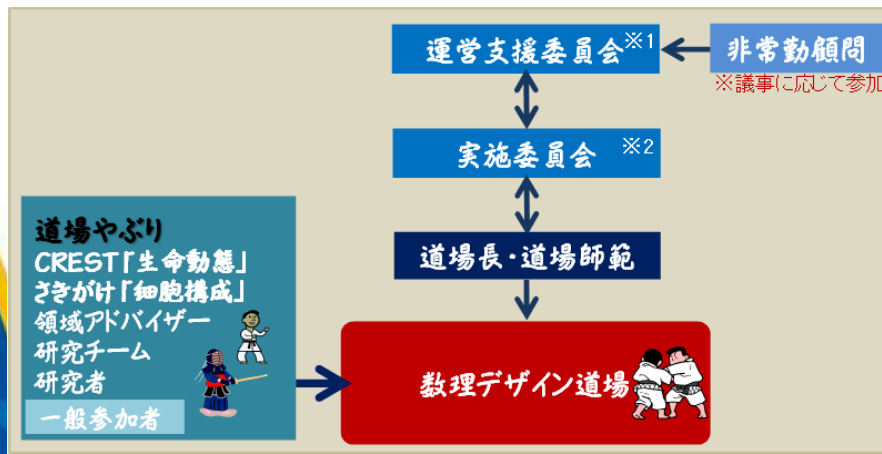 運営支援委員会※1
非常勤顧問
※議事に応じて参加
実施委員会 ※2
道場長・道場師範
道場やぶり
CREST「生命動態」
さきがけ「細胞構成」
領域アドバイザー
研究チーム
研究者
一般参加者
数理デザイン道場